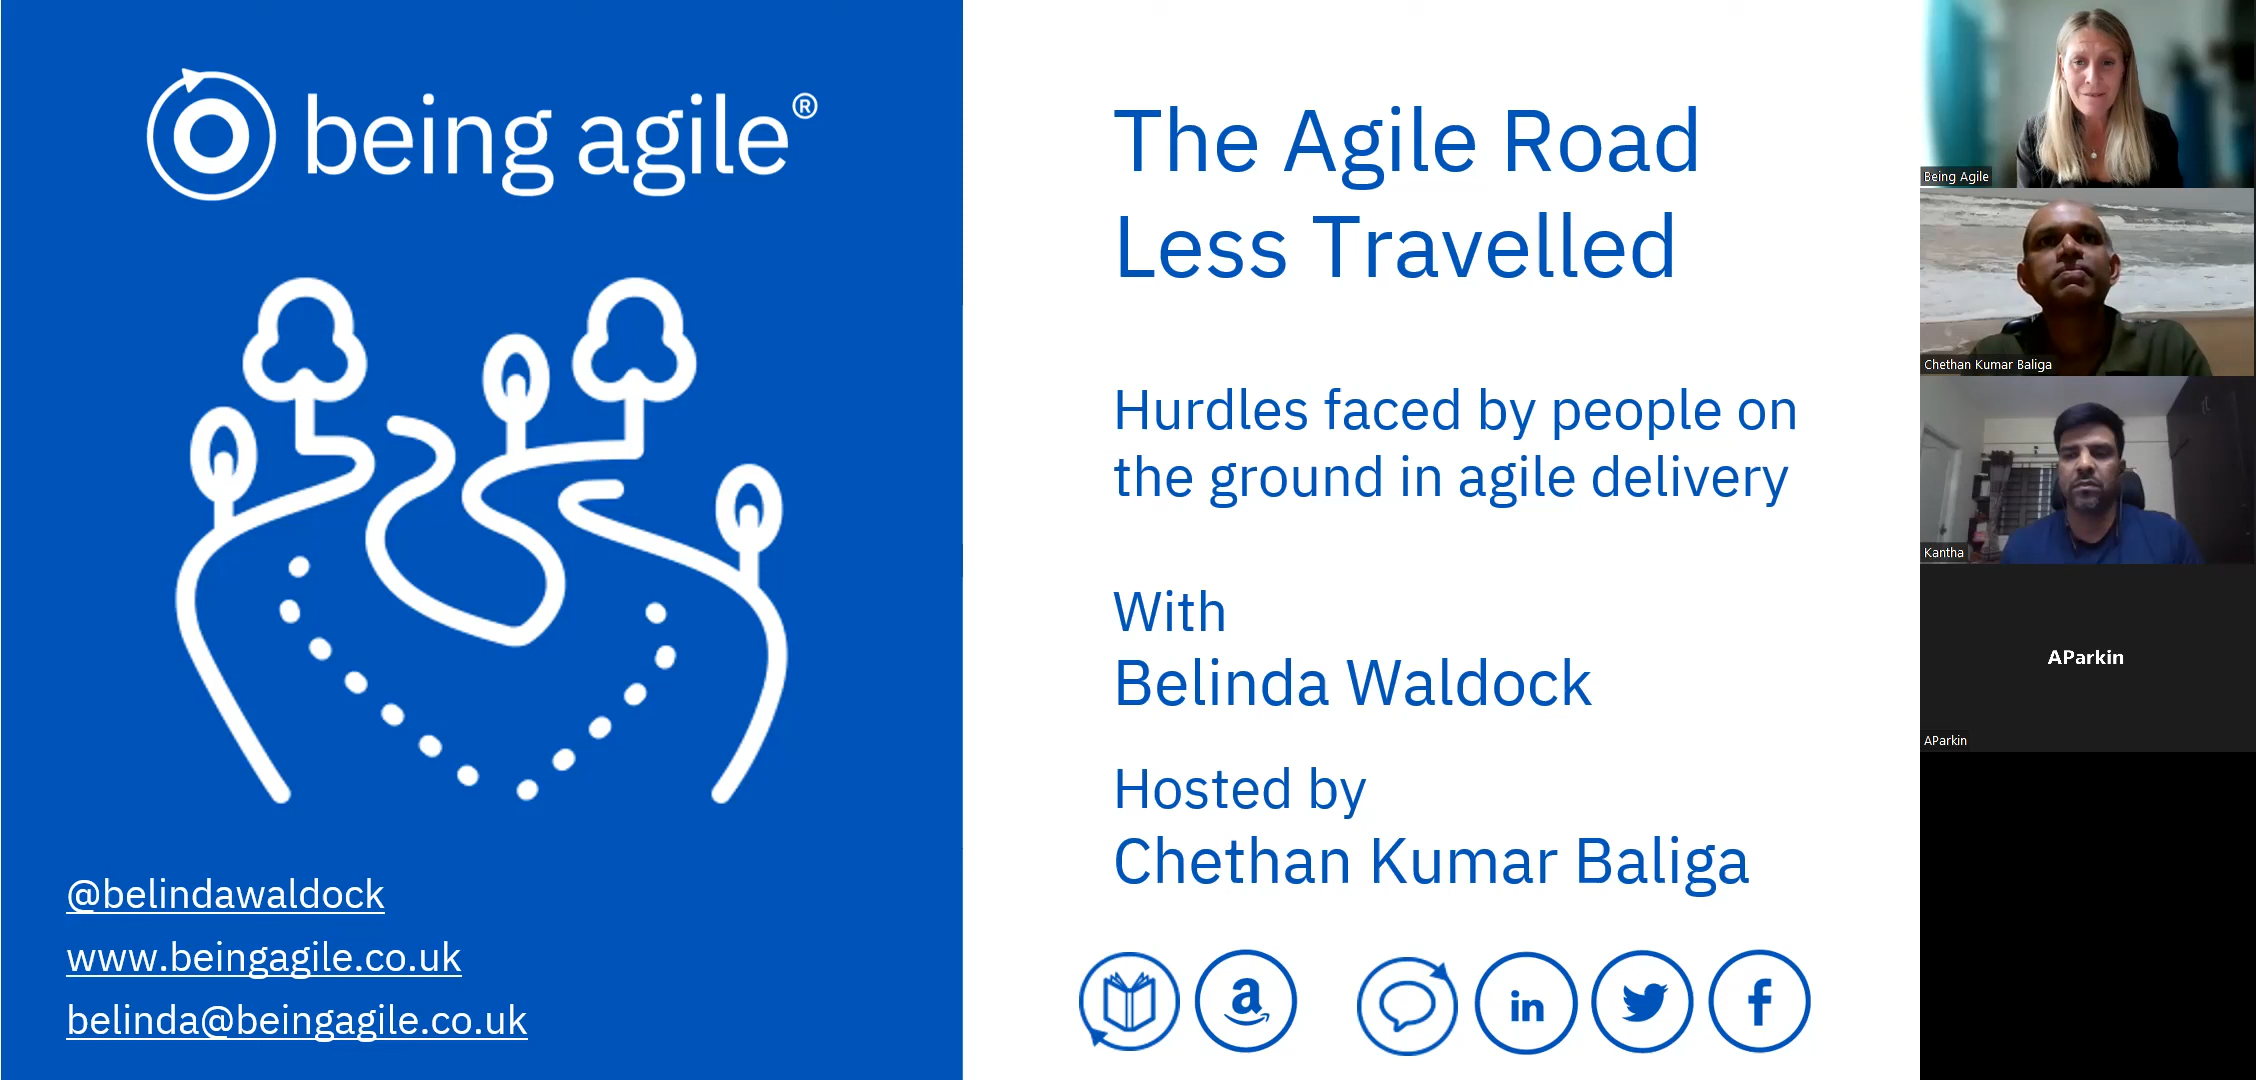 being agile®
@belindawaldock
www.beingagile.co.uk
belinda@beingagile.co.uk
The Agile Road
Less Travelled
Hurdles faced by people on
the ground in agile delivery
With
Belinda Waldock
Hosted by
Chethan Kumar Baliga
a
in
f
Being Agile
Chethan Kumar Baliga
Kantha
AParkin
AParkin